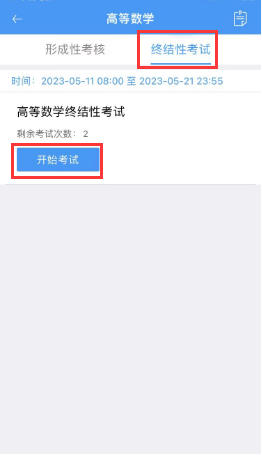 高等数学
形成性考核 终结性考试
时间：2023-05-11 08:00 至 2023-05-21 23:55
高等数学终结性考试
剩余考试次数： 2
开始考试